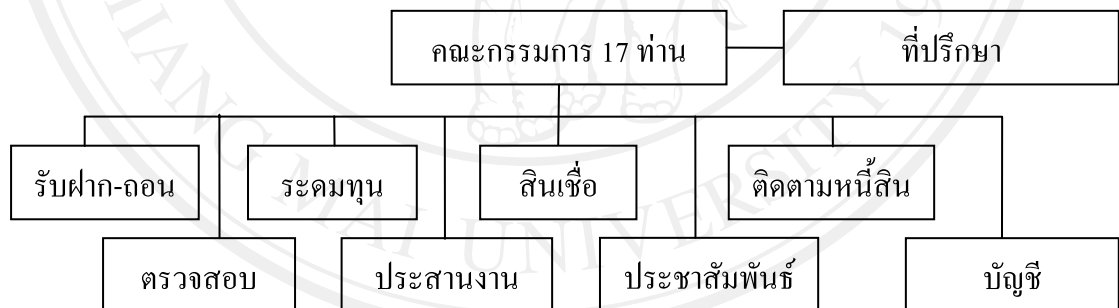 คณะกรรมการ 17 ท่าน
ที่ปรึกษา
รับฝาก-ถอน
ระดมทุน
สินเชื่อ
ติดตามหนี้สิน
ตรวจสอบ
ประสานงาน
ประชาสัมพันธ์
บัญชี
CHIANG MAI UNIVERSITY 19